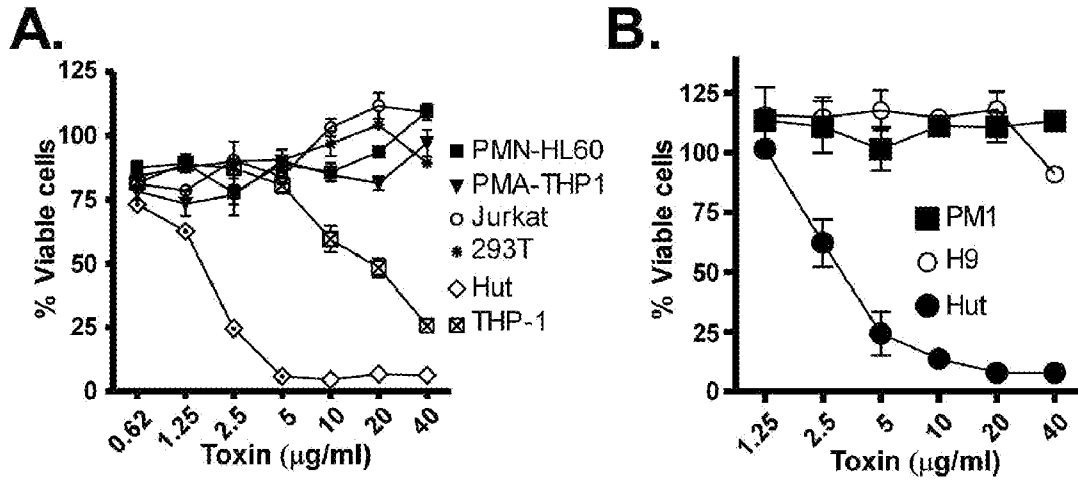 A.
125
100
75
50
25
0
% Viable cells
0.62 1.25 2.5 5 10 20 40
Toxin (μg/ml)
PMN-HL60
PMA-THP1
Jurkat
293T
Hut
THP-1
B.
125
100
75
50
25
0
% Viable cells
1.25 2.5 5 10 20 40
Toxin (μg/ml)
PM1
H9
Hut